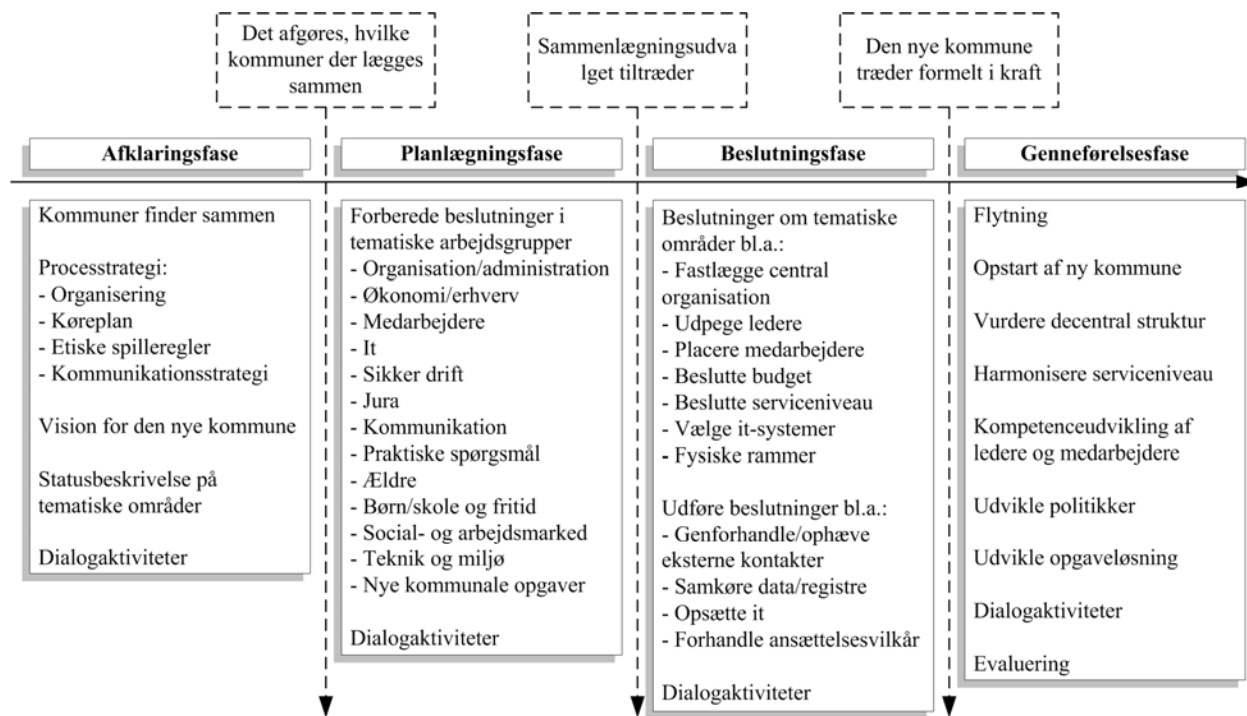 Det afgøres, hvilke
kommuner der lægges
sammen
Sammenlægningsudva
lget tiltræder
Den nye kommune
træder formelt i kraft
Afklaringsfase
Planlægningsfase
Beslutningsfase
Genneførelsesfase
Kommuner finder sammen
Processtrategi:
- Organisering
- Køreplan
- Etiske spilleregler
- Kommunikationsstrategi
Vision for den nye kommune
Statusbeskrivelse på
tematiske områder
Dialogaktiviteter
Forberede beslutninger i
tematiske arbejdsgrupper
- Organisation/administration
- Økonomi/erhverv
- Medarbejdere
- It
- Sikker drift
- Jura
- Kommunikation
- Praktiske spørgsmål
- Ældre
- Børn/skole og fritid
- Social- og arbejdsmarked
- Teknik og miljø
- Nye kommunale opgaver
Dialogaktiviteter
Beslutninger om tematiske
områder bl.a.:
- Fastlægge central
organisation
- Udpege ledere
- Placere medarbejdere
- Beslutte budget
- Beslutte serviceniveau
- Vælge it-systemer
- Fysiske rammer
Udføre beslutninger bl.a.:
- Genforhandle/ophæve
eksterne kontakter
- Samkøre data/registre
- Opsætte it
- Forhandle ansættelsesvilkår
Dialogaktiviteter
Flytning
Opstart af ny kommune
Vurdere decentral struktur
Harmonisere serviceniveau
Kompetenceudvikling af
ledere og medarbejdere
Udvikle politikker
Udvikle opgaveløsning
Dialogaktiviteter
Evaluering